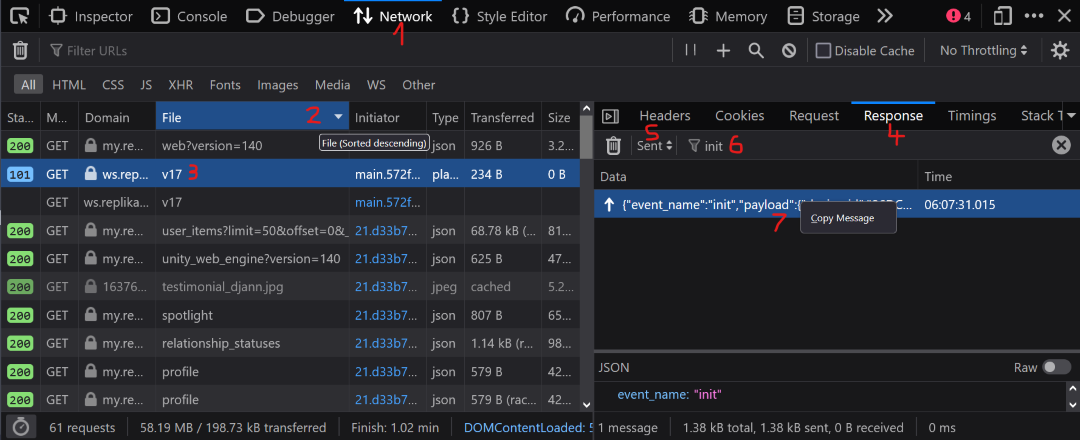 Inspector Console Debugger Network Style Editor Performance Memory Storage 4
1
Filter URLs
Disable Cache No Throttling
All HTML CSS JS XHR Fonts Images Media WS Other
Sta... M... Domain File Initiator Type Transferred Size
2
File (Sorted descending)
200 GET my.re... web?version=140 json 926 B 3.2...
101 GET ws.rep... v17 main.572f... pla... 234 B 0 B
3
GET ws.replika... v17 main.572f...
200 GET my.re... user_items?limit=50&offset=0&_ 21.d33b7... json 68.78 kB (... 81...
200 GET my.re... unity_web_engine?version=140 21.d33b7... json 625 B 47...
200 GET 16376... testimonial_djann.jpg 21.d33b7... jpeg cached 5.2...
200 GET my.re... spotlight 21.d33b7... json 807 B 65...
200 GET my.re... relationship_statuses 21.d33b7... json 1.14 kB (r... 98...
200 GET my.re... profile 21.d33b7... json 579 B 42...
200 GET my.re... profile 21.d33b7... json 579 B (rac... 42...
61 requests 58.19 MB / 198.73 kB transferred Finish: 1.02 min DOMContentLoaded: 5
Headers Cookies Request Response Timings Stack T
5 4
Sent init 6
Data Time
{"event_name":"init","payload":{ 06:07:31.015
7 Copy Message
JSON Raw
event_name: "init"
1 message 1.38 kB total, 1.38 kB sent, 0 B received 0 ms